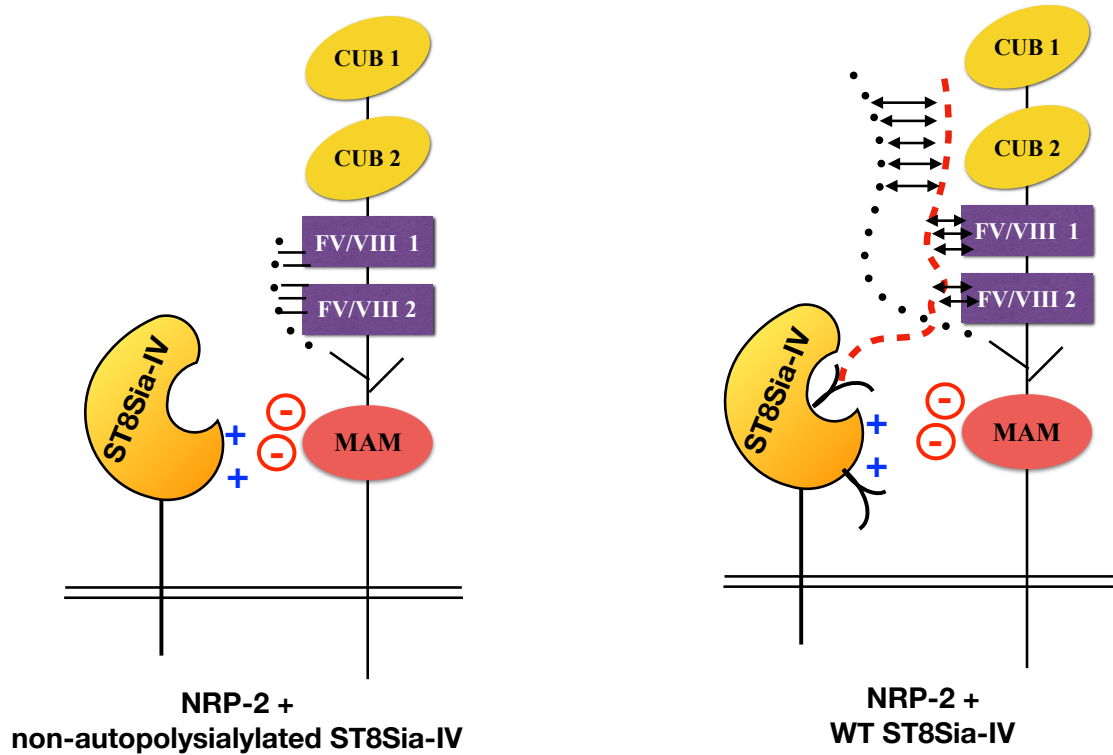 CUB 1
CUB 2
FV/VIII 1
FV/VIII 2
ST8Sia-IV
+
+
-
-
MAM
NRP-2 +
non-autopolysialylated ST8Sia-IV
CUB 1
CUB 2
FV/VIII 1
FV/VIII 2
ST8Sia-IV
+
+
-
-
MAM
NRP-2 +
WT ST8Sia-IV